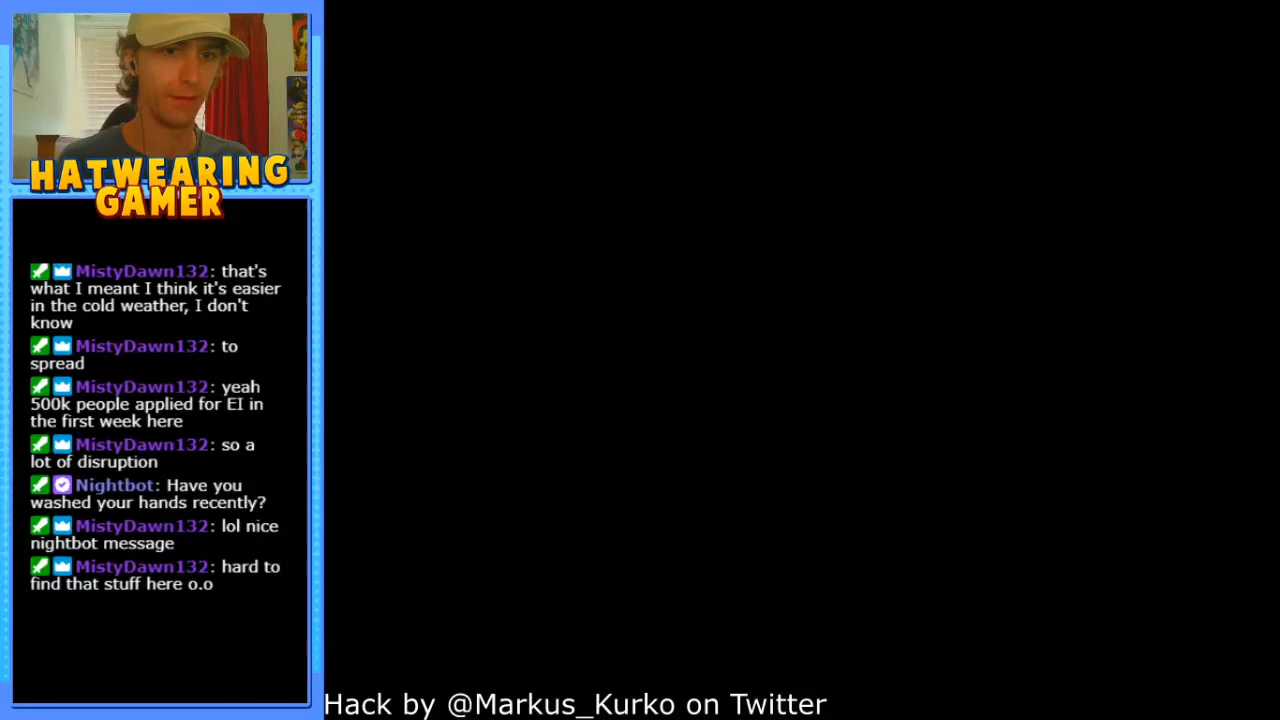 HATWEARING
GAMER
MistyDawn132: that's
what I meant I think it's easier
in the cold weather, I don't
know
MistyDawn132: to
spread
MistyDawn132: yeah
500k people applied for EI in
the first week here
MistyDawn132: so a
lot of disruption
Nightbot: Have you
washed your hands recently?
MistyDawn132: lol nice
nightbot message
MistyDawn132: hard to
find that stuff here o.o
Hack by @Markus_Kurko on Twitter